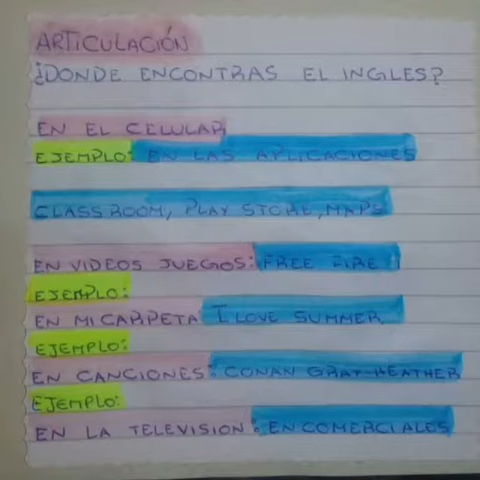 ARTICULACIÓN
¿DONDE ENCONTRAS EL INGLES?
EN EL CELULAR
EJEMPLO: EN LAS APLICACIONES
CLASSROOM, PLAY STORE, MAPS
EN VIDEOS JUEGOS: FREE FIRE
EJEMPLO:
EN MI CARPETA I LOVE SUMMER
EJEMPLO:
EN CANCIONES: CONAN GRAY-HEATHER
EJEMPLO:
EN LA TELEVISION: EN COMERCIALES